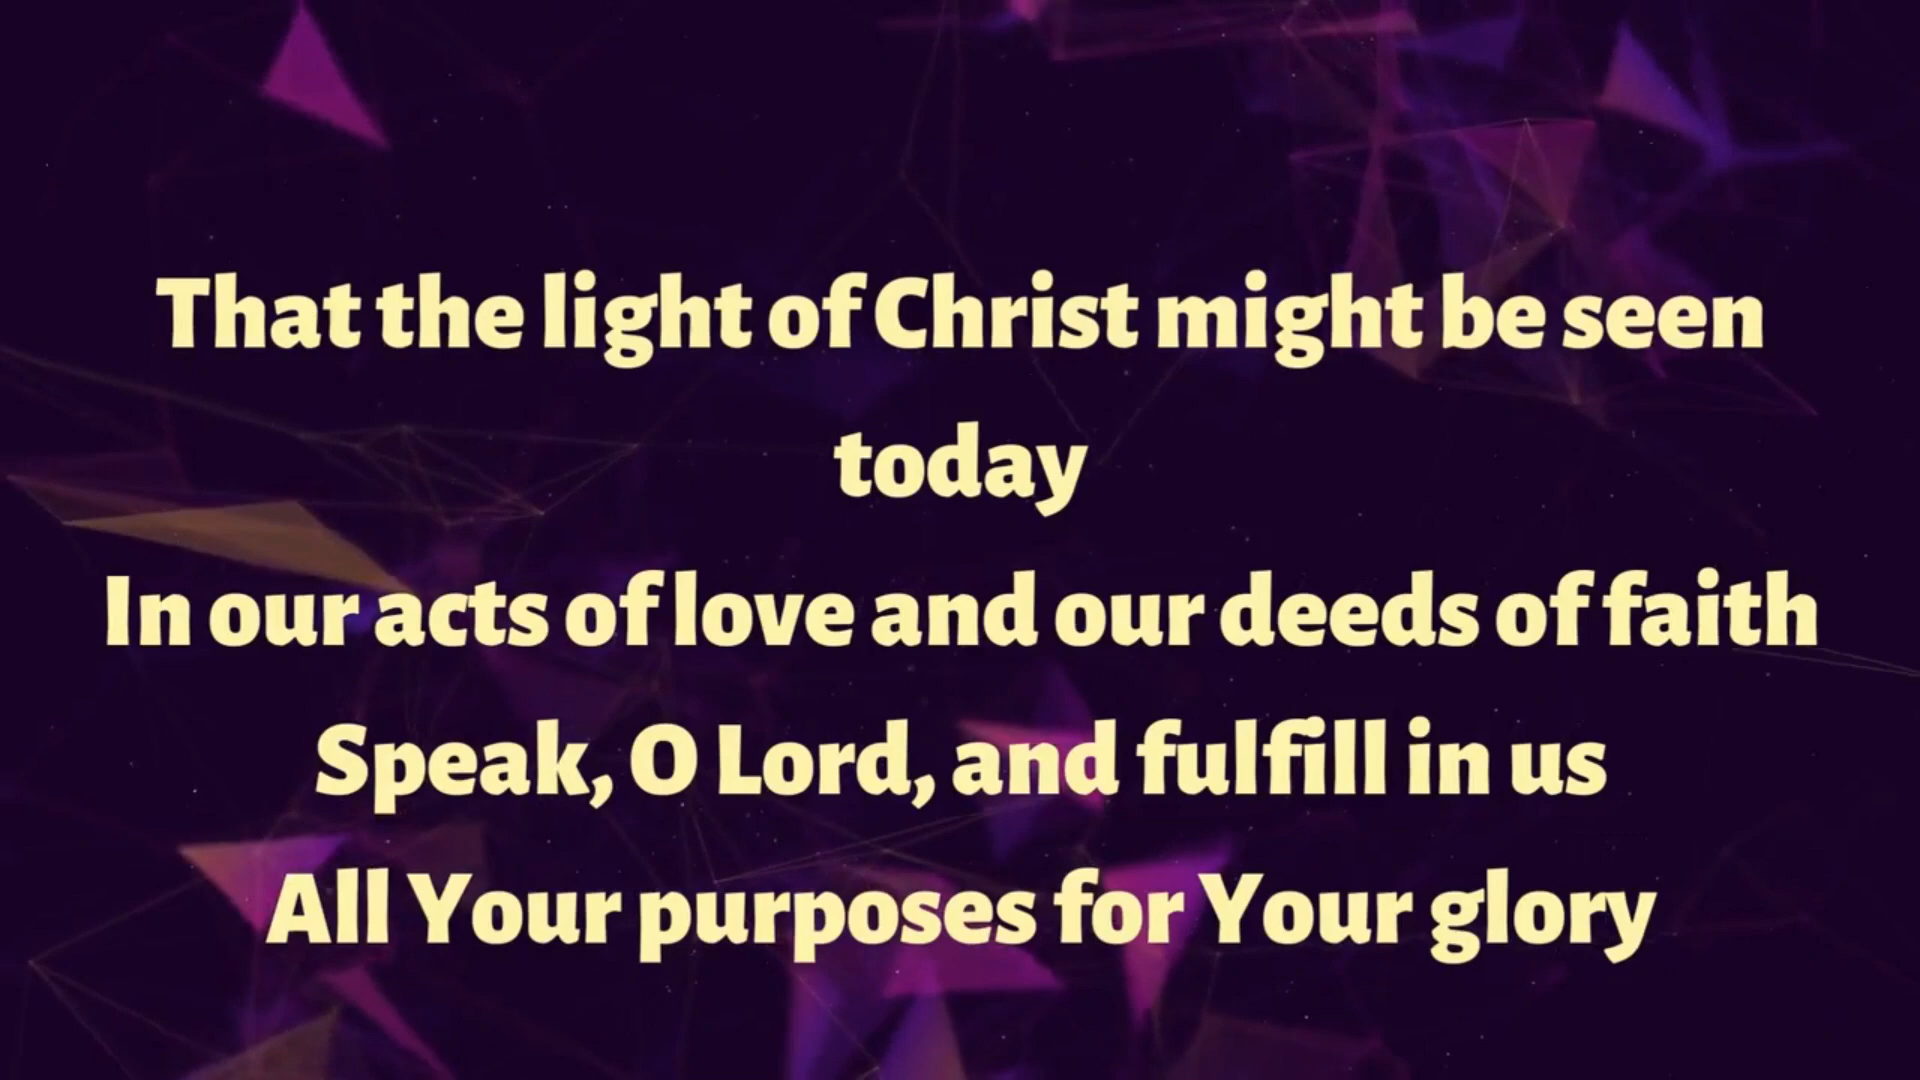 That the light of Christ might be seen
today
In our acts of love and our deeds of faith
Speak, O Lord, and fulfill in us
All Your purposes for Your glory